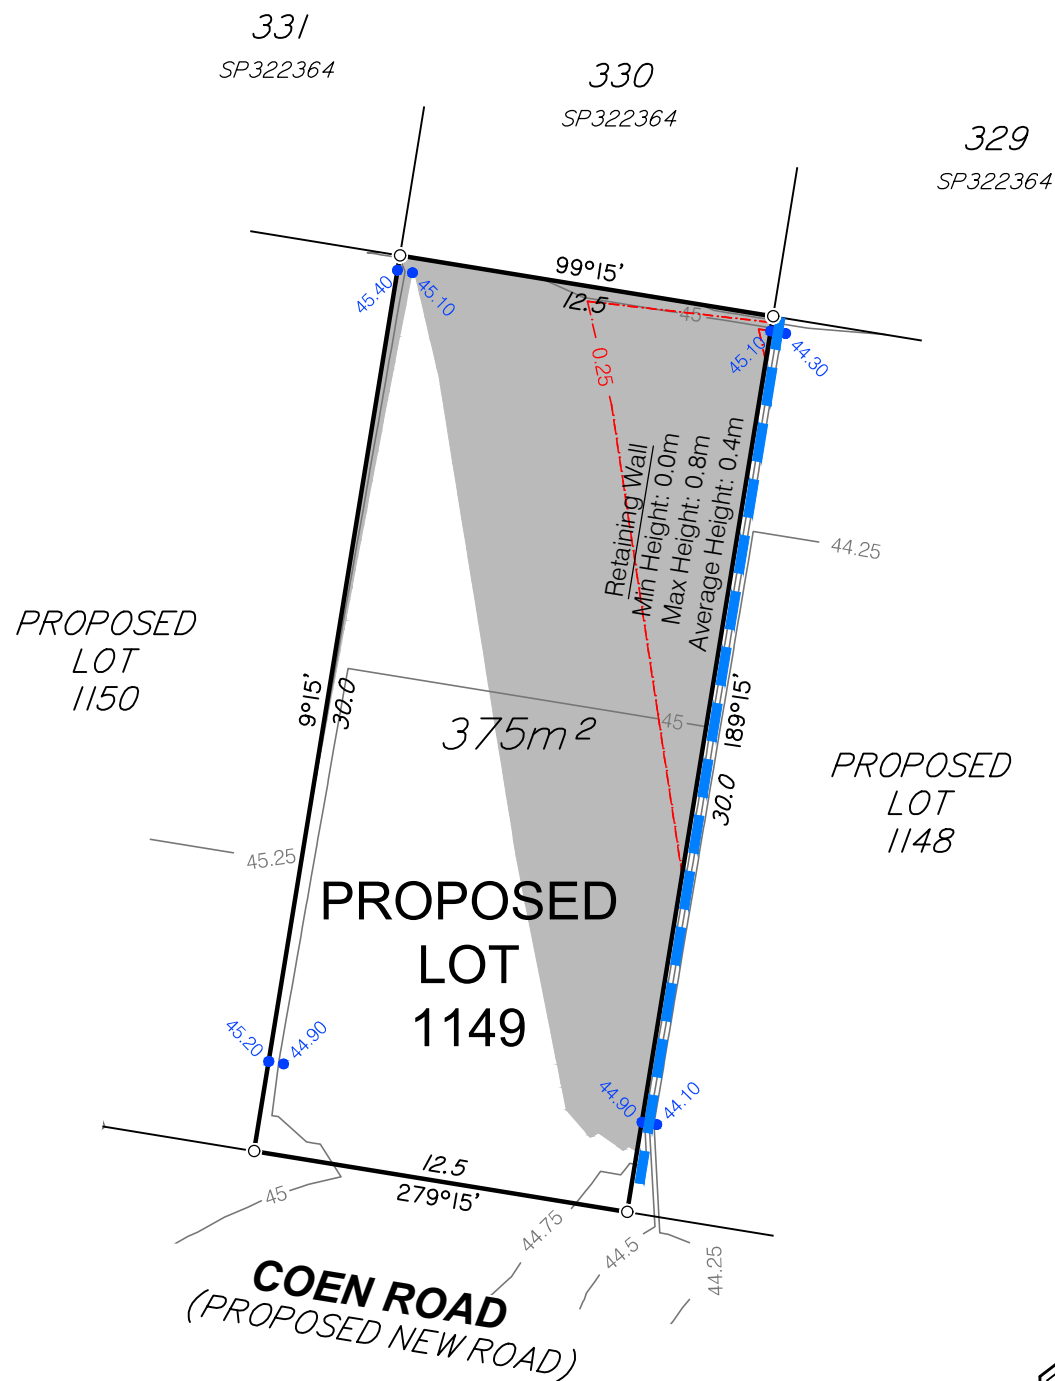 331
SP322364
330
SP322364
329
SP322364
99°15'
12.5
45
45.40
45.10
45.10
44.30
0.25
Retaining Wall
Min Height: 0.0m
Max Height: 0.8m
Average Height: 0.4m
44.25
PROPOSED
LOT
1150
9°15'
30.0
375m²
45
189°15'
30.0
PROPOSED
LOT
1148
45.25
PROPOSED
LOT
1149
45.20
44.90
44.90
44.10
12.5
279°15'
45
44.75
44.5
44.25
COEN ROAD
(PROPOSED NEW ROAD)